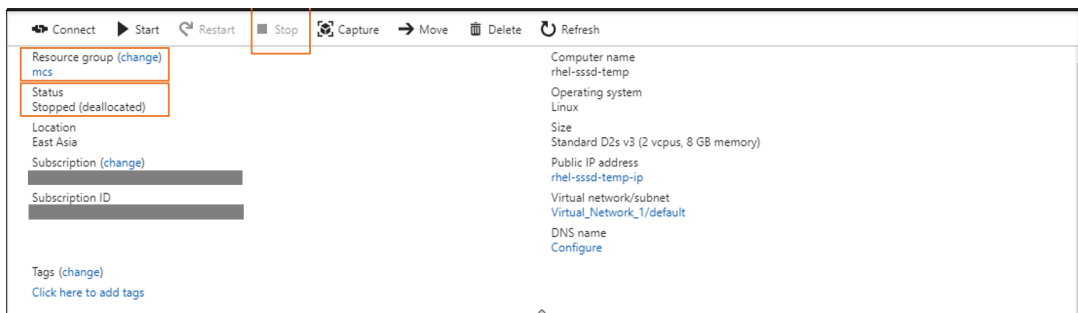 Connect Start Restart Stop Capture Move Delete Refresh
Resource group (change)
mcs
Status
Stopped (deallocated)
Location
East Asia
Subscription (change)
Subscription ID
Tags (change)
Click here to add tags
Computer name
rhel-sssd-temp
Operating system
Linux
Size
Standard D2s v3 (2 vcpus, 8 GB memory)
Public IP address
rhel-sssd-temp-ip
Virtual network/subnet
Virtual_Network_1/default
DNS name
Configure